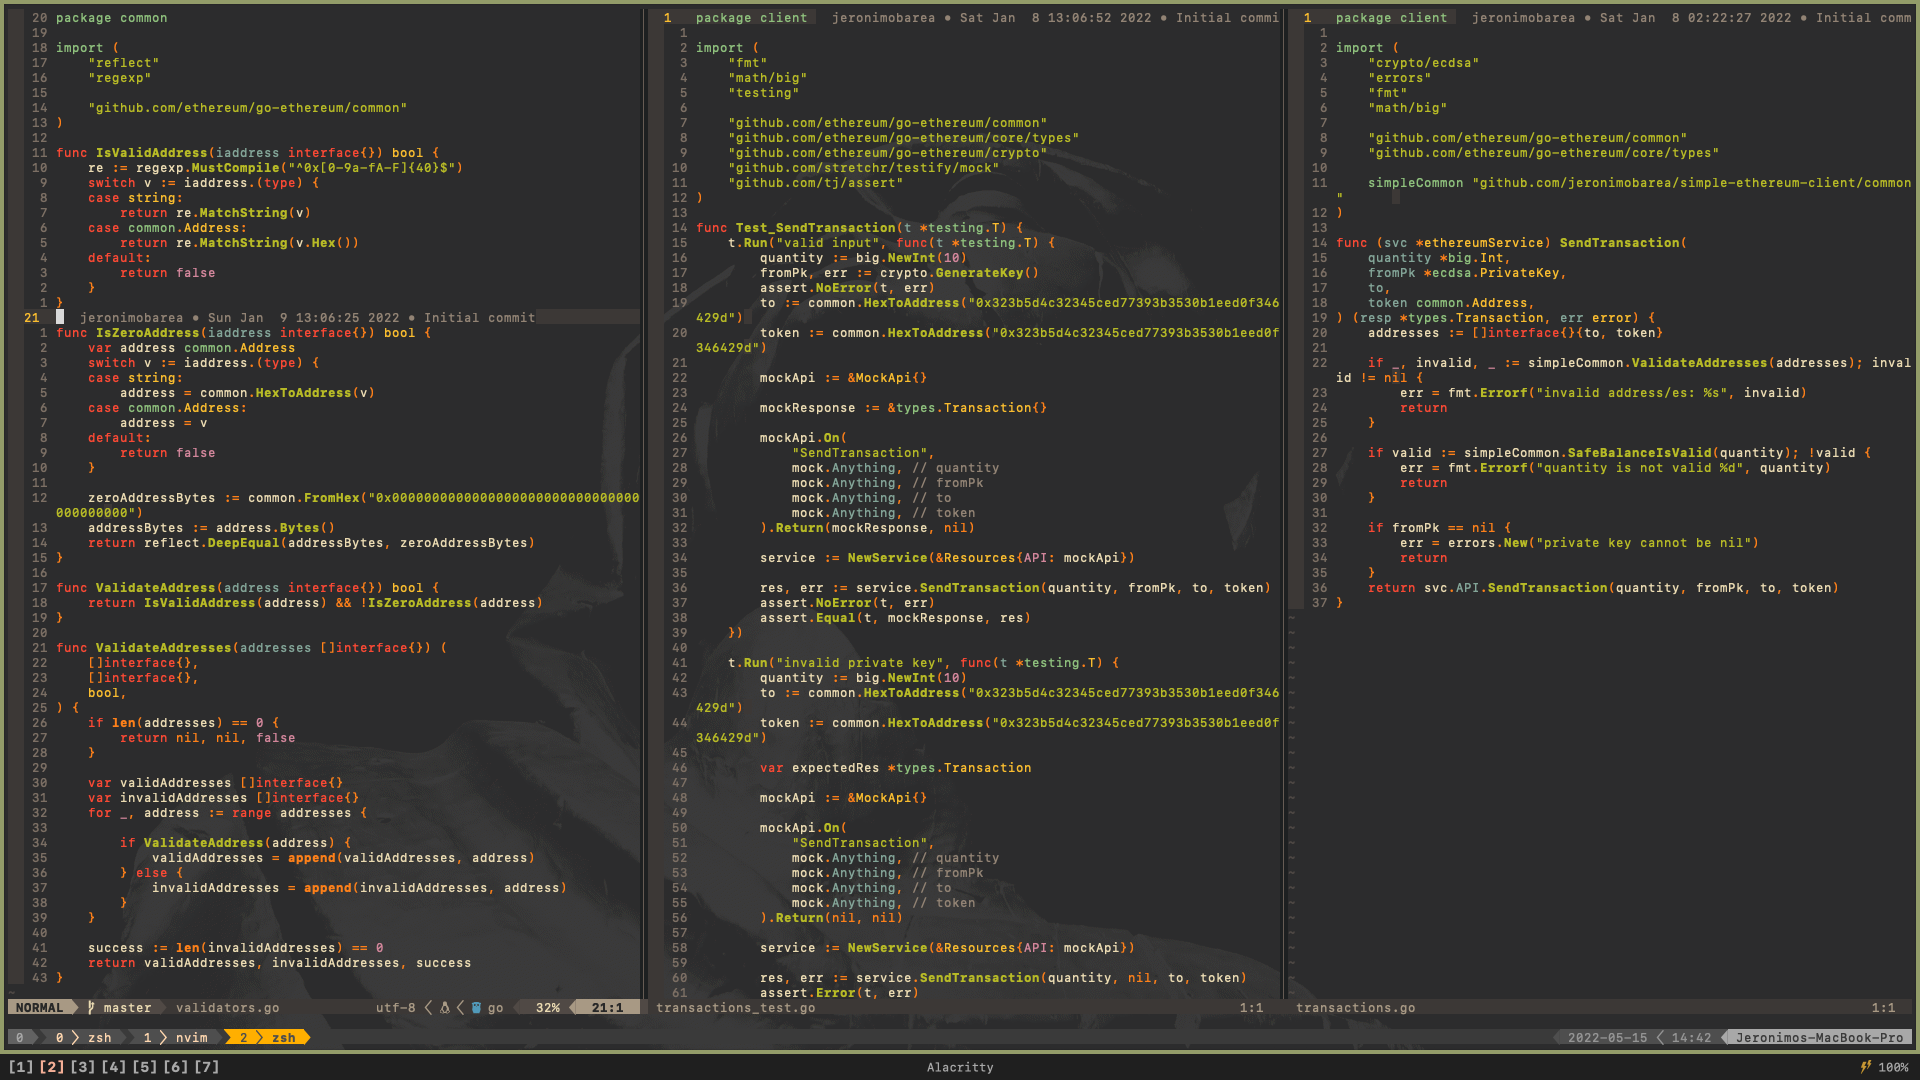 20 package common
19
18 import (
17     "reflect"
16     "regexp"
15
14     "github.com/ethereum/go-ethereum/common"
13 )
12
11 func IsValidAddress(iaddress interface{}) bool {
10     re := regexp.MustCompile("^0x[0-9a-fA-F]{40}$")
9     switch v := iaddress.(type) {
8     case string:
7         return re.MatchString(v)
6     case common.Address:
5         return re.MatchString(v.Hex())
4     default:
3         return false
2     }
1 }
21   jeronimobarea • Sun Jan  9 13:06:25 2022 • Initial commit
1 func IsZeroAddress(iaddress interface{}) bool {
2     var address common.Address
3     switch v := iaddress.(type) {
4     case string:
5         address = common.HexToAddress(v)
6     case common.Address:
7         address = v
8     default:
9         return false
10     }
11
12     zeroAddressBytes := common.FromHex("0x0000000000000000000000000000000
000000000")
13     addressBytes := address.Bytes()
14     return reflect.DeepEqual(addressBytes, zeroAddressBytes)
15 }
16
17 func ValidateAddress(address interface{}) bool {
18     return IsValidAddress(address) && !IsZeroAddress(address)
19 }
20
21 func ValidateAddresses(addresses []interface{}) (
22     []interface{},
23     []interface{},
24     bool,
25 ) {
26     if len(addresses) == 0 {
27         return nil, nil, false
28     }
29
30     var validAddresses []interface{}
31     var invalidAddresses []interface{}
32     for _, address := range addresses {
33
34         if ValidateAddress(address) {
35             validAddresses = append(validAddresses, address)
36         } else {
37             invalidAddresses = append(invalidAddresses, address)
38         }
39     }
40
41     success := len(invalidAddresses) == 0
42     return validAddresses, invalidAddresses, success
43 }
~
NORMAL master validators.go utf-8 go 32% 21:1
1 package client   jeronimobarea • Sat Jan  8 13:06:52 2022 • Initial commi
1
2 import (
3     "fmt"
4     "math/big"
5     "testing"
6
7     "github.com/ethereum/go-ethereum/common"
8     "github.com/ethereum/go-ethereum/core/types"
9     "github.com/ethereum/go-ethereum/crypto"
10     "github.com/stretchr/testify/mock"
11     "github.com/tj/assert"
12 )
13
14 func Test_SendTransaction(t *testing.T) {
15     t.Run("valid input", func(t *testing.T) {
16         quantity := big.NewInt(10)
17         fromPk, err := crypto.GenerateKey()
18         assert.NoError(t, err)
19         to := common.HexToAddress("0x323b5d4c32345ced77393b3530b1eed0f346
429d")
20         token := common.HexToAddress("0x323b5d4c32345ced77393b3530b1eed0f
346429d")
21
22         mockApi := &MockApi{}
23
24         mockResponse := &types.Transaction{}
25
26         mockApi.On(
27             "SendTransaction",
28             mock.Anything, // quantity
29             mock.Anything, // fromPk
30             mock.Anything, // to
31             mock.Anything, // token
32         ).Return(mockResponse, nil)
33
34         service := NewService(&Resources{API: mockApi})
35
36         res, err := service.SendTransaction(quantity, fromPk, to, token)
37         assert.NoError(t, err)
38         assert.Equal(t, mockResponse, res)
39     })
40
41     t.Run("invalid private key", func(t *testing.T) {
42         quantity := big.NewInt(10)
43         to := common.HexToAddress("0x323b5d4c32345ced77393b3530b1eed0f346
429d")
44         token := common.HexToAddress("0x323b5d4c32345ced77393b3530b1eed0f
346429d")
45
46         var expectedRes *types.Transaction
47
48         mockApi := &MockApi{}
49
50         mockApi.On(
51             "SendTransaction",
52             mock.Anything, // quantity
53             mock.Anything, // fromPk
54             mock.Anything, // to
55             mock.Anything, // token
56         ).Return(nil, nil)
57
58         service := NewService(&Resources{API: mockApi})
59
60         res, err := service.SendTransaction(quantity, nil, to, token)
61         assert.Error(t, err)
transactions_test.go 1:1
1 package client   jeronimobarea • Sat Jan  8 02:22:27 2022 • Initial comm
1
2 import (
3     "crypto/ecdsa"
4     "errors"
5     "fmt"
6     "math/big"
7
8     "github.com/ethereum/go-ethereum/common"
9     "github.com/ethereum/go-ethereum/core/types"
10
11     simpleCommon "github.com/jeronimobarea/simple-ethereum-client/common
"
12 )
13
14 func (svc *ethereumService) SendTransaction(
15     quantity *big.Int,
16     fromPk *ecdsa.PrivateKey,
17     to,
18     token common.Address,
19 ) (resp *types.Transaction, err error) {
20     addresses := []interface{}{to, token}
21
22     if _, invalid, _ := simpleCommon.ValidateAddresses(addresses); inval
id != nil {
23         err = fmt.Errorf("invalid address/es: %s", invalid)
24         return
25     }
26
27     if valid := simpleCommon.SafeBalanceIsValid(quantity); !valid {
28         err = fmt.Errorf("quantity is not valid %d", quantity)
29         return
30     }
31
32     if fromPk == nil {
33         err = errors.New("private key cannot be nil")
34         return
35     }
36     return svc.API.SendTransaction(quantity, fromPk, to, token)
37 }
transactions.go 1:1
0 0 zsh 1 nvim 2 zsh 2022-05-15 14:42 Jeronimos-MacBook-Pro
[1] [2] [3] [4] [5] [6] [7] Alacritty 100%